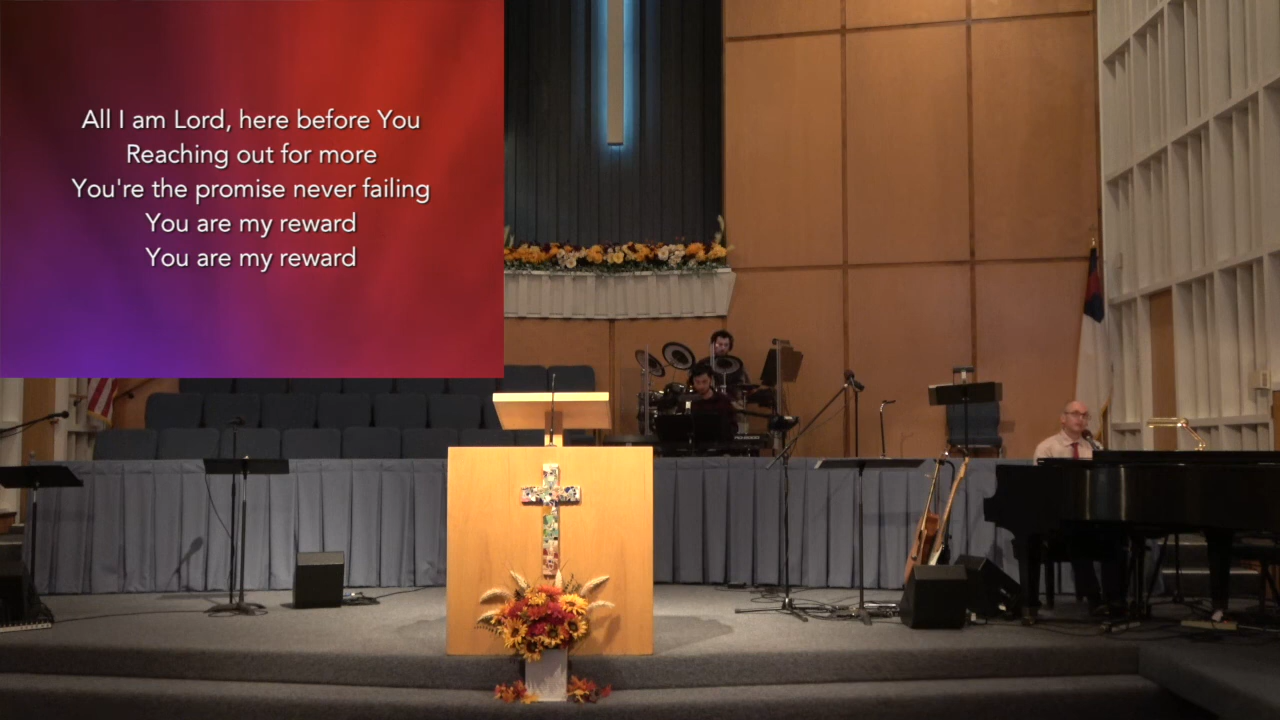 All I am Lord, here before You
Reaching out for more
You're the promise never failing
You are my reward
You are my reward